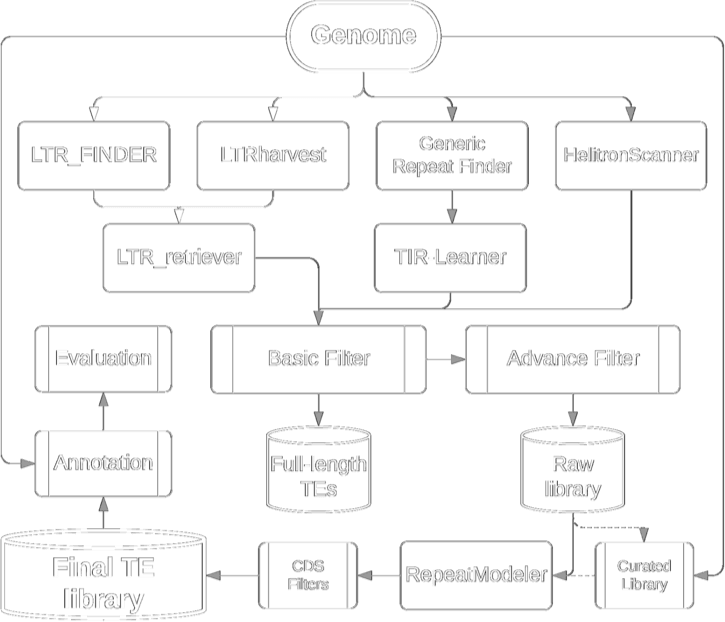 Genome
LTR_FINDER
LTRharvest
Generic
Repeat Finder
HelitronScanner
LTR_retriever
TIR-Learner
Evaluation
Basic Filter
Advance Filter
Annotation
Full-length
TEs
Raw
library
Final TE
library
CDS
Filters
RepeatModeler
Curated
Library